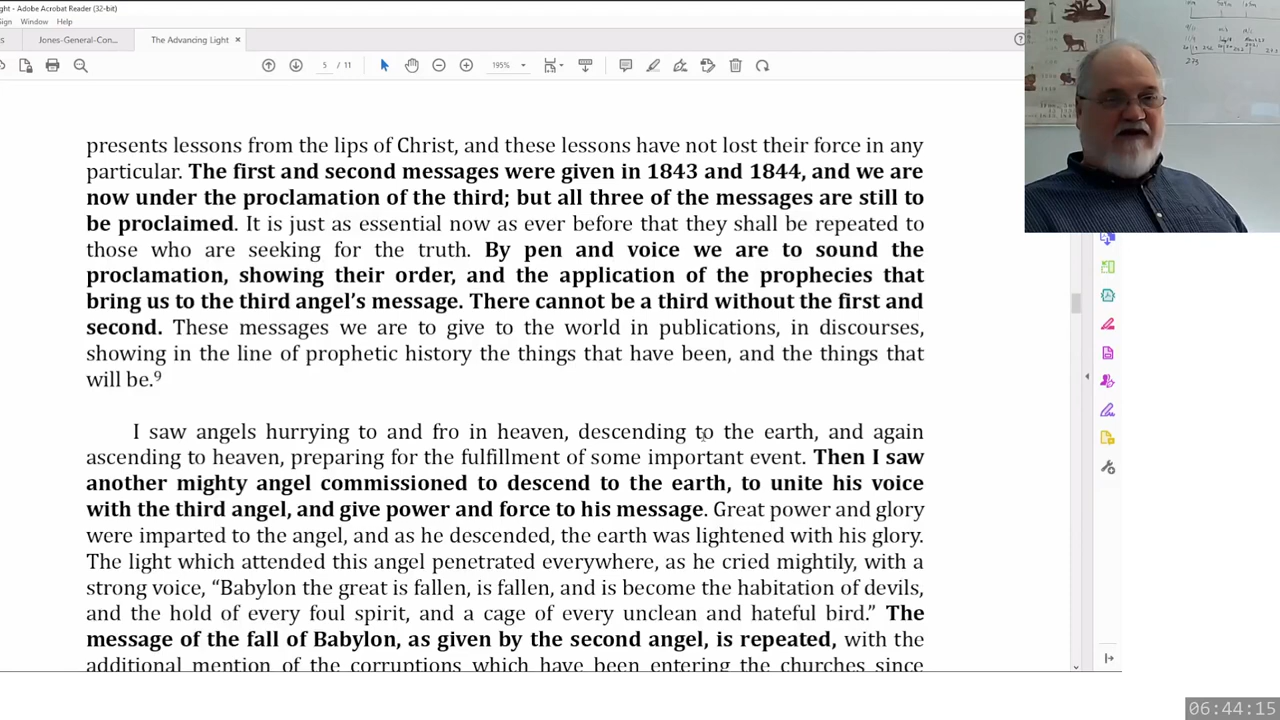 ght - Adobe Acrobat Reader (32-bit)
Sign Window Help
s Jones-General-Con... The Advancing Light ×
5 / 11 195%
presents lessons from the lips of Christ, and these lessons have not lost their force in any
particular. The first and second messages were given in 1843 and 1844, and we are
now under the proclamation of the third; but all three of the messages are still to
be proclaimed. It is just as essential now as ever before that they shall be repeated to
those who are seeking for the truth. By pen and voice we are to sound the
proclamation, showing their order, and the application of the prophecies that
bring us to the third angel’s message. There cannot be a third without the first and
second. These messages we are to give to the world in publications, in discourses,
showing in the line of prophetic history the things that have been, and the things that
will be.⁹
I saw angels hurrying to and fro in heaven, descending to the earth, and again
ascending to heaven, preparing for the fulfillment of some important event. Then I saw
another mighty angel commissioned to descend to the earth, to unite his voice
with the third angel, and give power and force to his message. Great power and glory
were imparted to the angel, and as he descended, the earth was lightened with his glory.
The light which attended this angel penetrated everywhere, as he cried mightily, with a
strong voice, “Babylon the great is fallen, is fallen, and is become the habitation of devils,
and the hold of every foul spirit, and a cage of every unclean and hateful bird.” The
message of the fall of Babylon, as given by the second angel, is repeated, with the
additional mention of the corruptions which have been entering the churches since
06:44:15